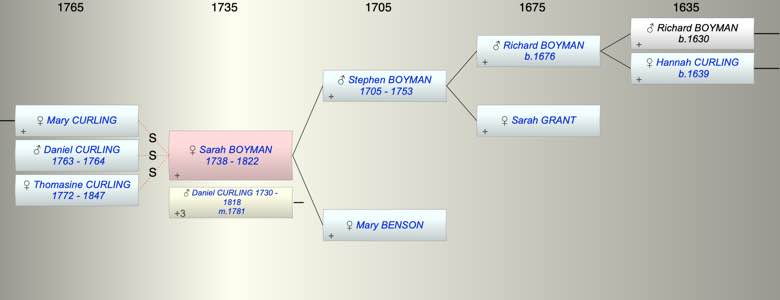 1765 1735 1705 1675 1635
♂ Richard BOYMAN
b.1630
+
♂ Richard BOYMAN
b.1676
+
♀ Hannah CURLING
b.1639
+
♂ Stephen BOYMAN
1705 - 1753
+
♀ Mary CURLING
+
♀ Sarah GRANT
+
S
♂ Daniel CURLING
1763 - 1764
S
♀ Sarah BOYMAN
1738 - 1822
+
S
♀ Thomasine CURLING
1772 - 1847
♂ Daniel CURLING 1730 -
1818
m.1781
+3
♀ Mary BENSON
+